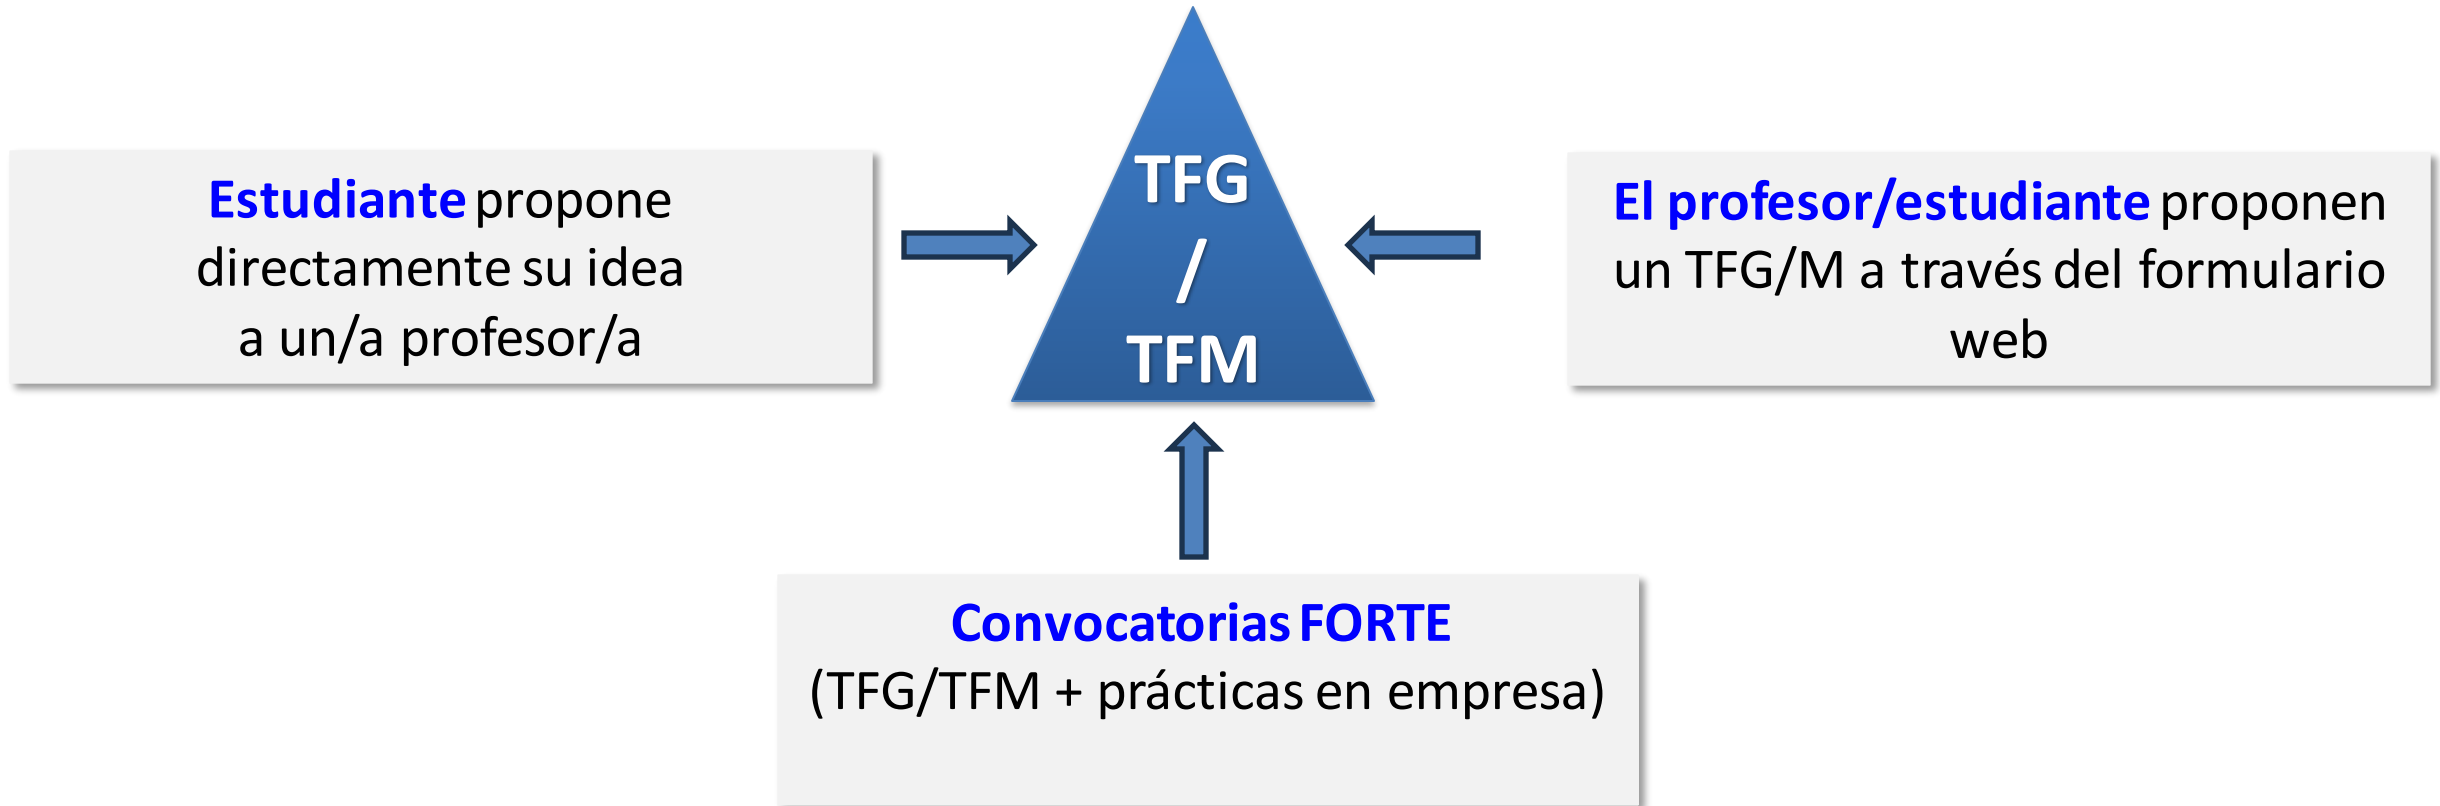 Estudiante propone
directamente su idea
a un/a profesor/a
TFG
/
TFM
El profesor/estudiante proponen
un TFG/M a través del formulario
web
Convocatorias FORTE
(TFG/TFM + prácticas en empresa)